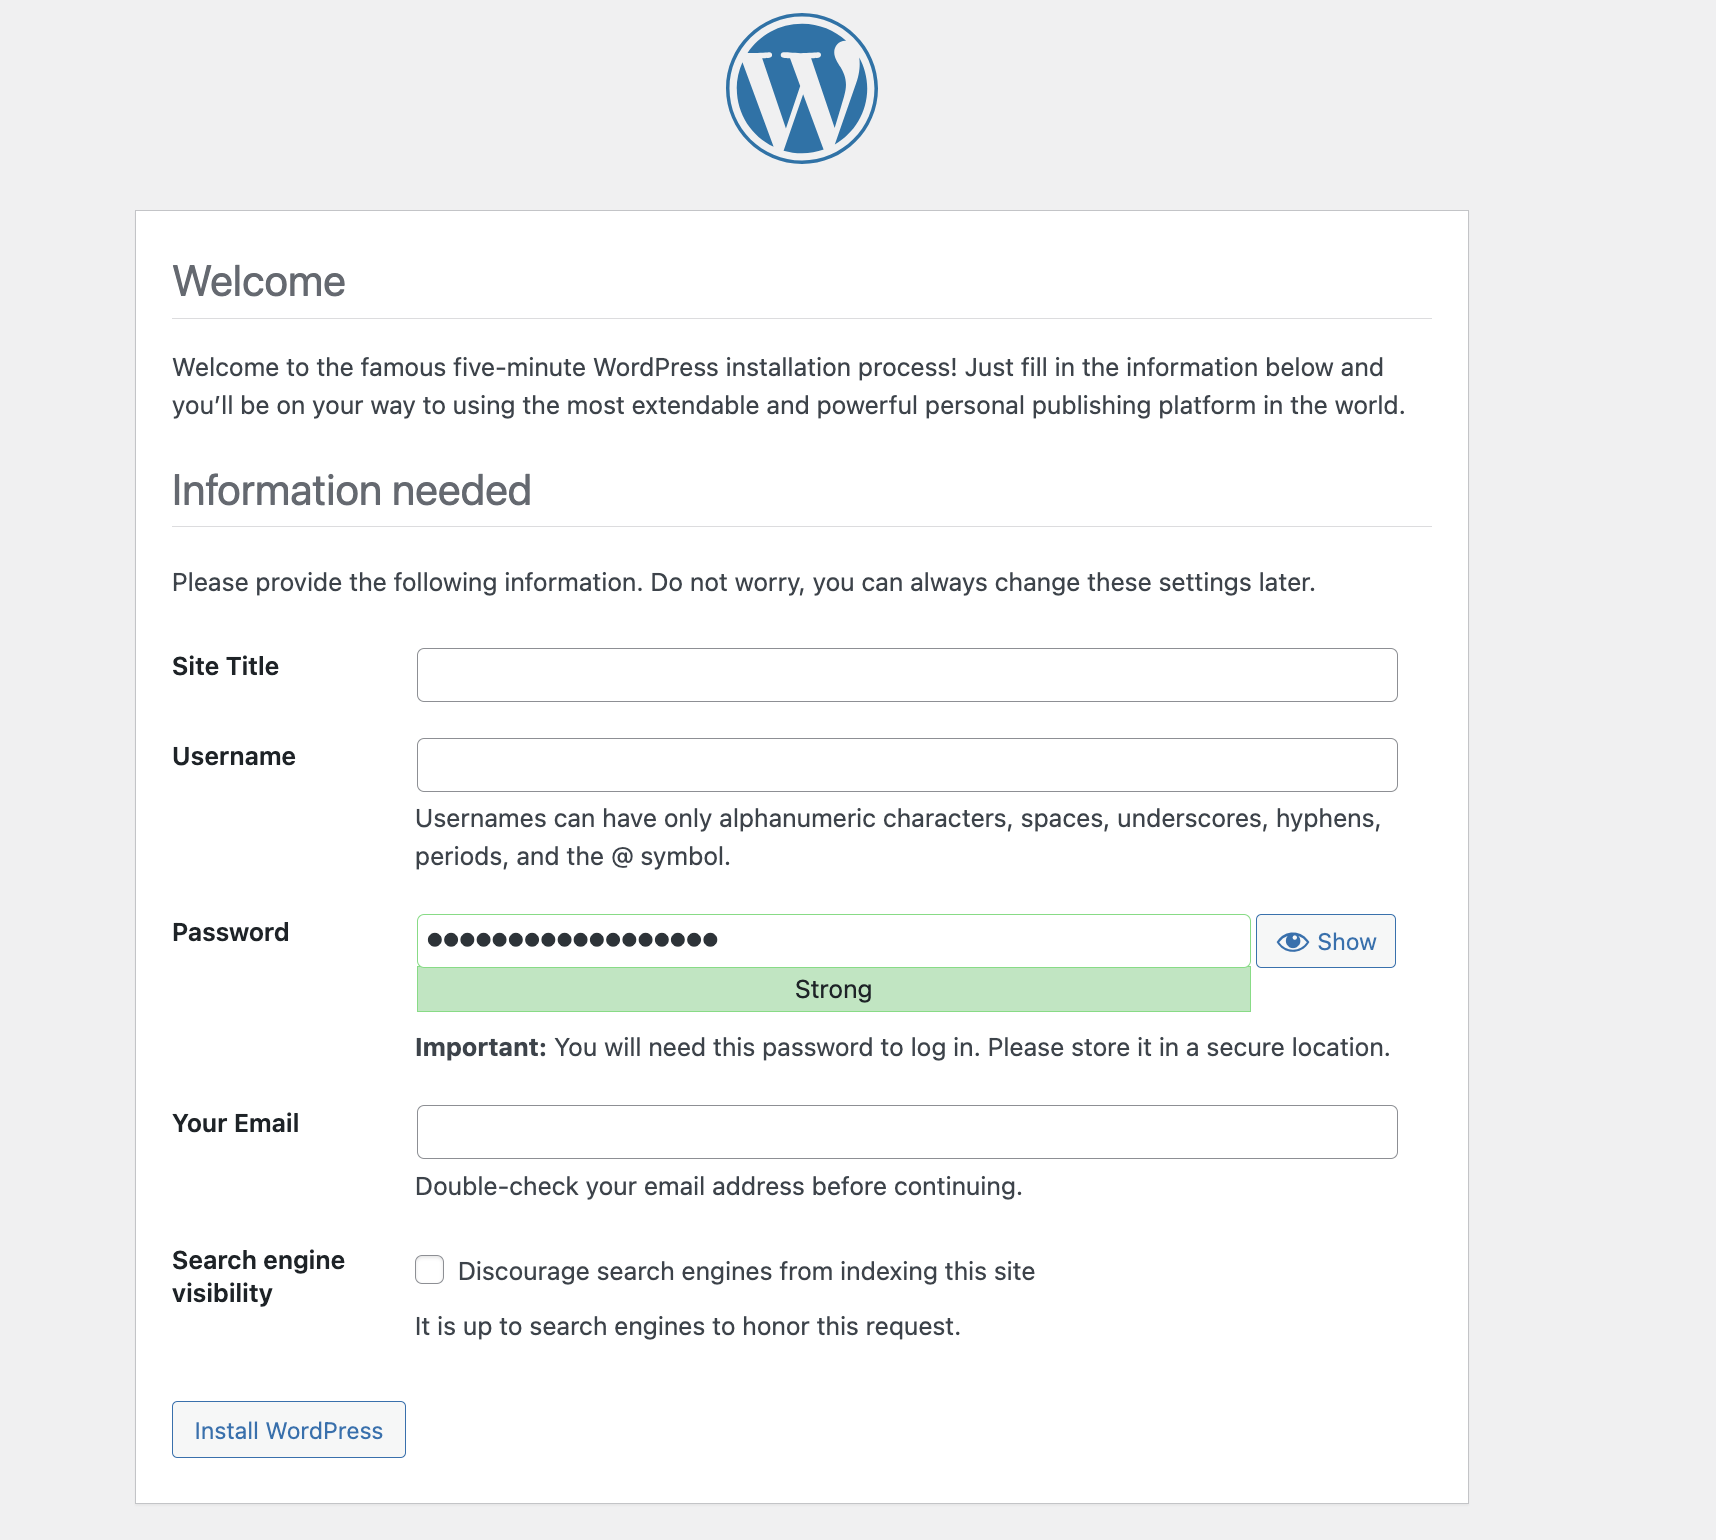 Welcome
Welcome to the famous five-minute WordPress installation process! Just fill in the information below and
you’ll be on your way to using the most extendable and powerful personal publishing platform in the world.
Information needed
Please provide the following information. Do not worry, you can always change these settings later.
Site Title
Username
Usernames can have only alphanumeric characters, spaces, underscores, hyphens,
periods, and the @ symbol.
Password
●●●●●●●●●●●●●●●●●●
Show
Strong
Important: You will need this password to log in. Please store it in a secure location.
Your Email
Double-check your email address before continuing.
Search engine
visibility
Discourage search engines from indexing this site
It is up to search engines to honor this request.
Install WordPress